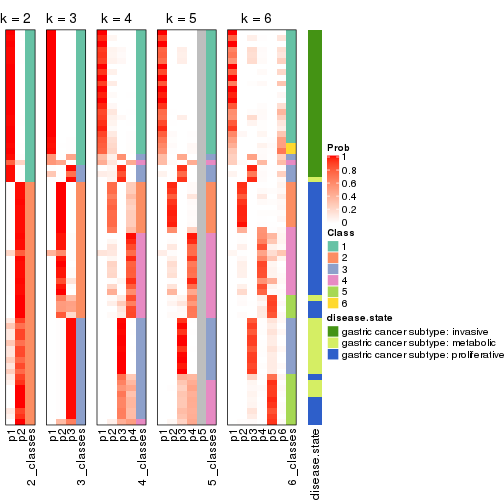 k = 2 k = 3 k = 4 k = 5 k = 6
Prob
1
0.8
0.6
0.4
0.2
0
Class
1
2
3
4
5
6
disease.state
gastric cancer subtype: invasive
gastric cancer subtype: metabolic
gastric cancer subtype: proliferative
p1 p2 2_classes p1 p2 p3 3_classes p1 p2 p3 p4 4_classes p1 p2 p3 p4 p5 5_classes p1 p2 p3 p4 p5 p6 6_classes disease.state